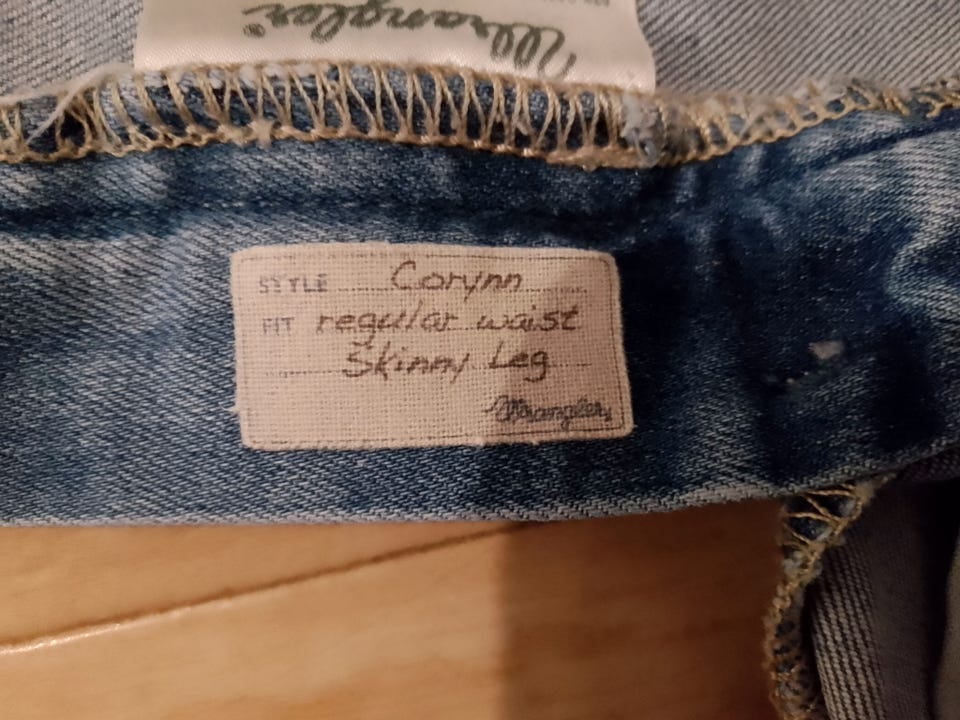 Wrangler
STYLE Corynn
FIT regular waist
Skinny Leg
Wrangler